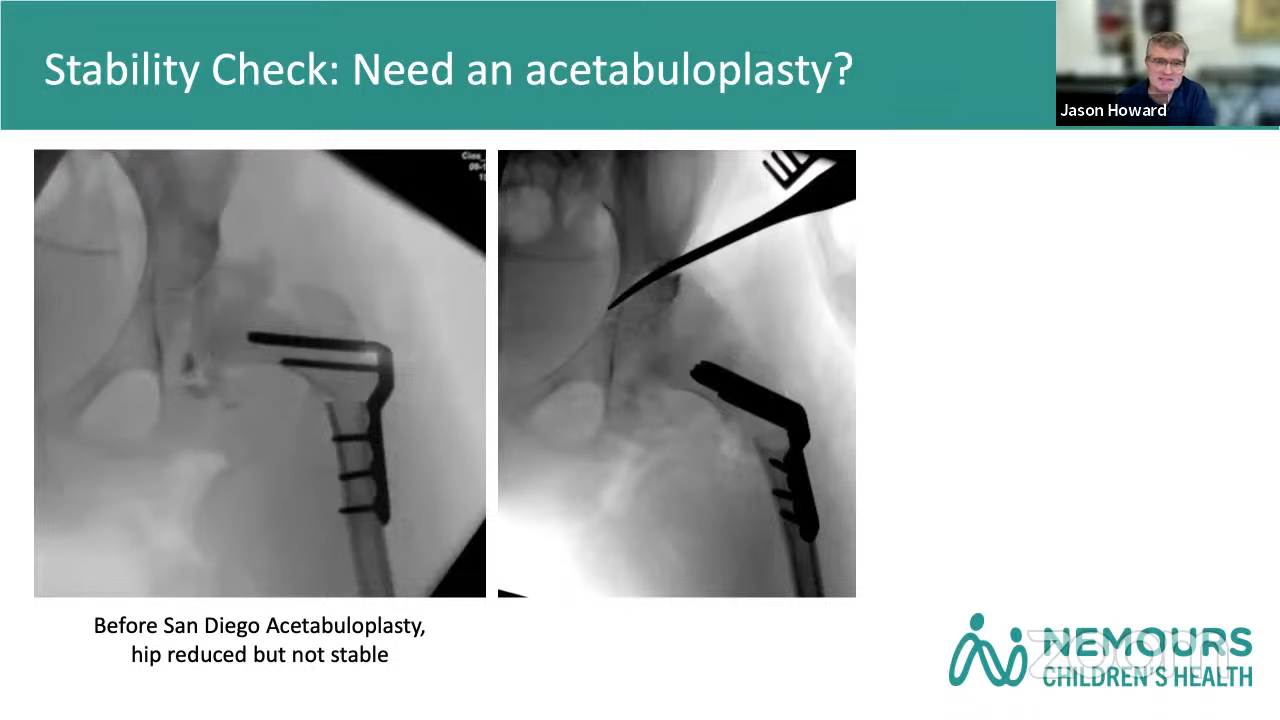 Stability Check: Need an acetabuloplasty?
Jason Howard
Before San Diego Acetabuloplasty,
hip reduced but not stable
NEMOURS
CHILDREN'S HEALTH
zoom